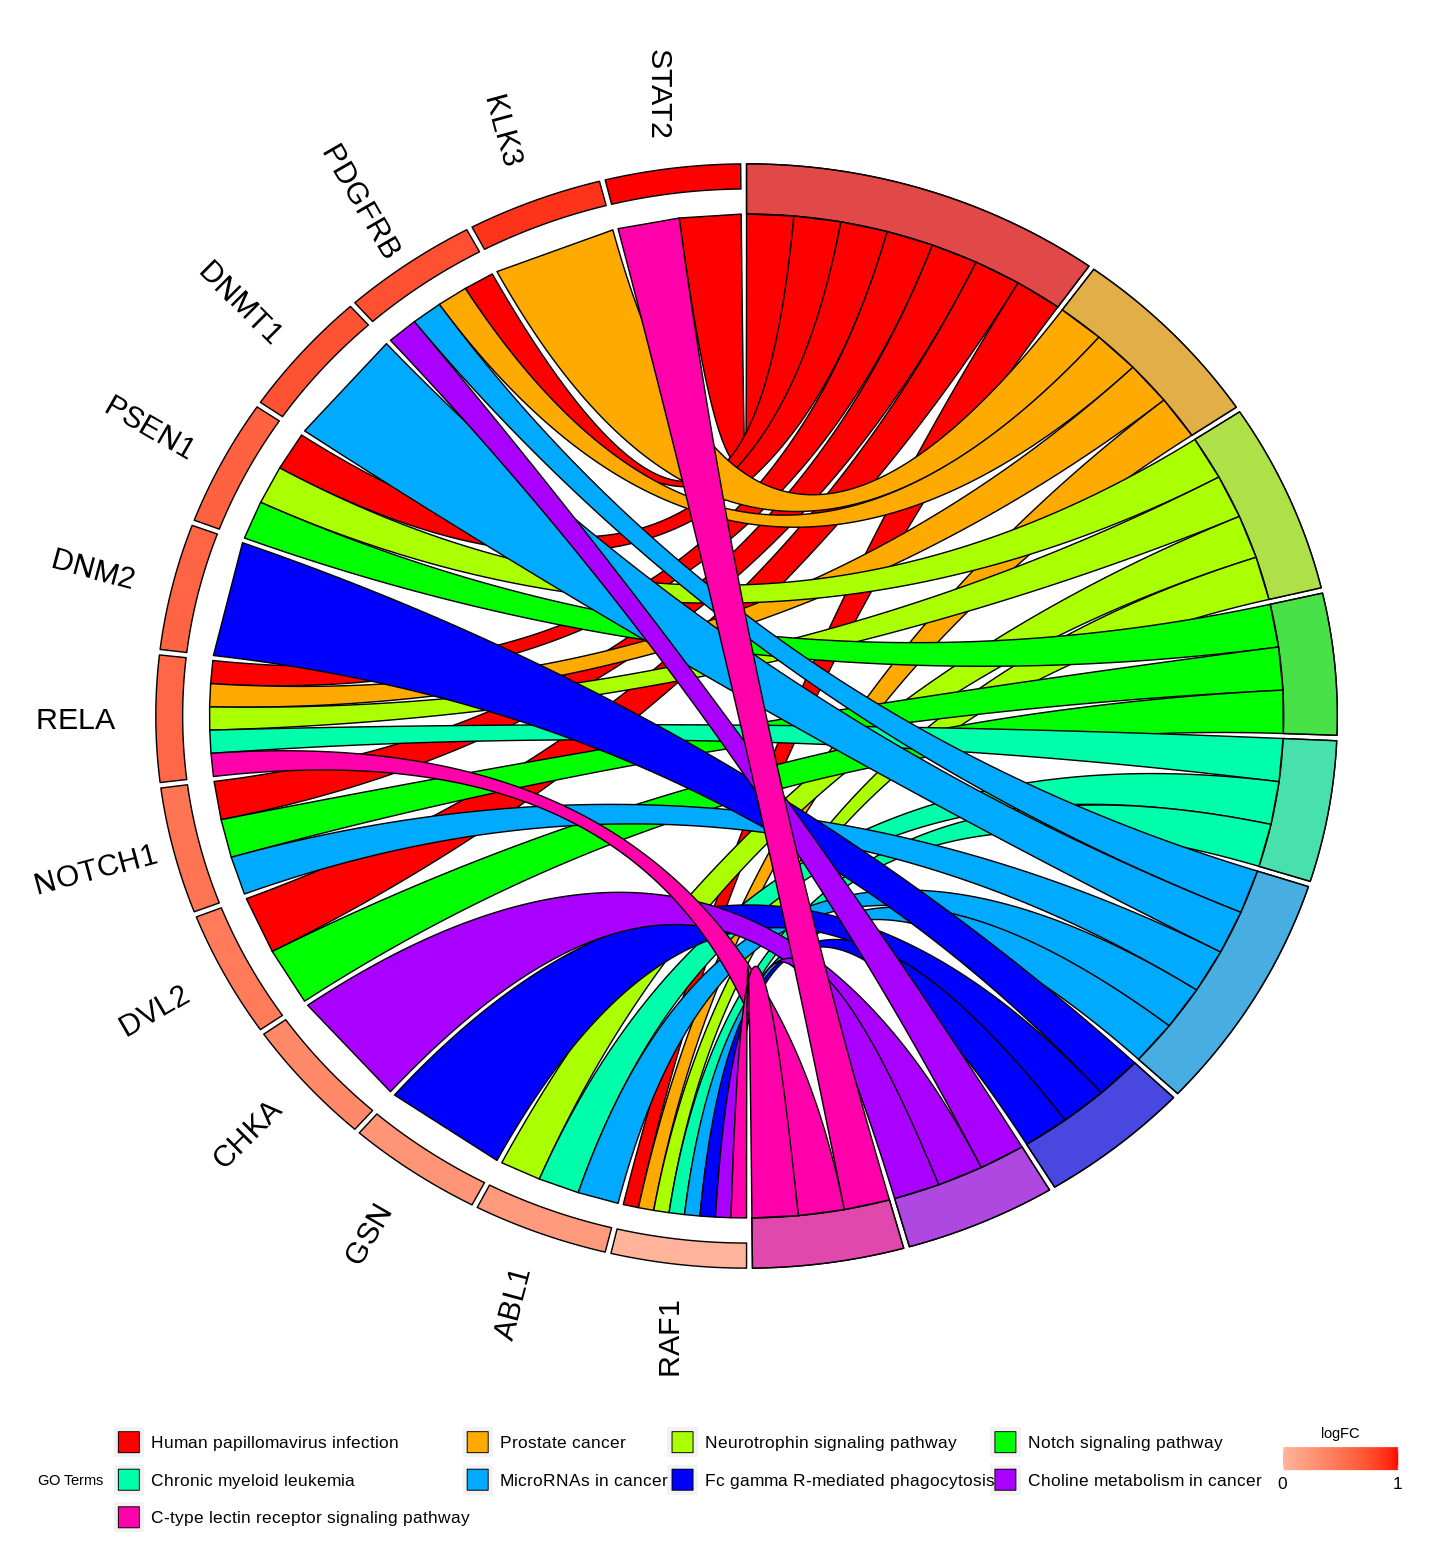 STAT2
KLK3
PDGFRB
DNMT1
PSEN1
DNM2
RELA
NOTCH1
DVL2
CHKA
GSN
ABL1
RAF1
GO Terms
Human papillomavirus infection
Prostate cancer
Neurotrophin signaling pathway
Notch signaling pathway
Chronic myeloid leukemia
MicroRNAs in cancer
Fc gamma R-mediated phagocytosis
Choline metabolism in cancer
C-type lectin receptor signaling pathway
logFC
0 1